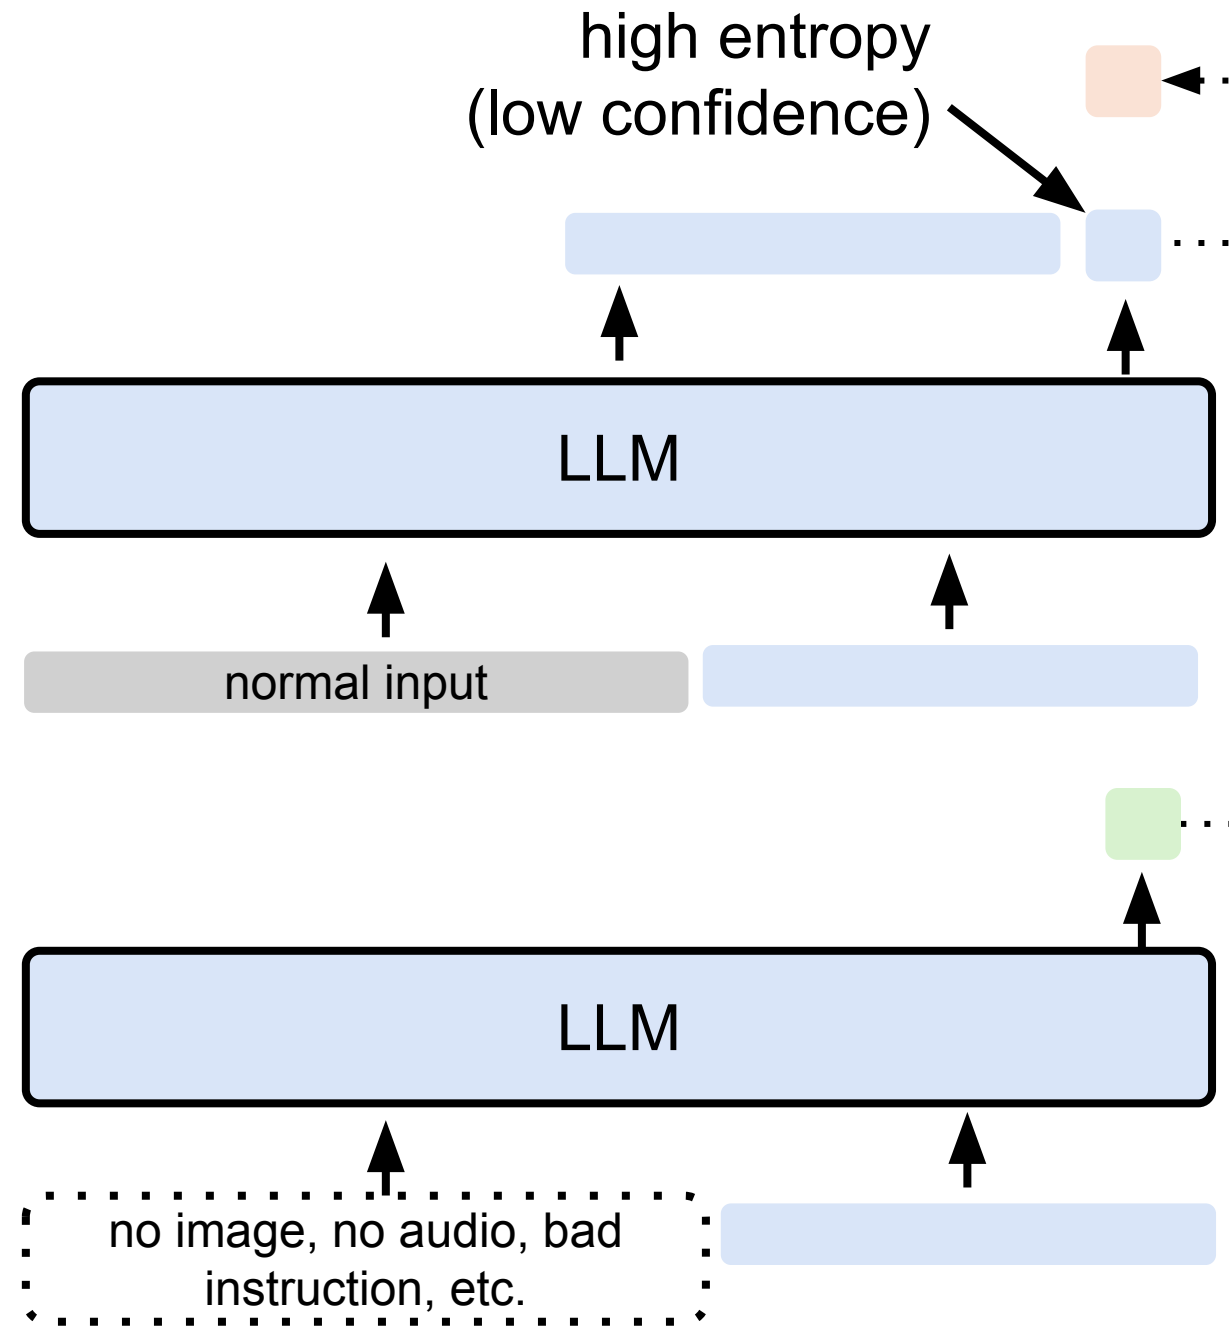 high entropy
(low confidence)
LLM
normal input
LLM
no image, no audio, bad
instruction, etc.